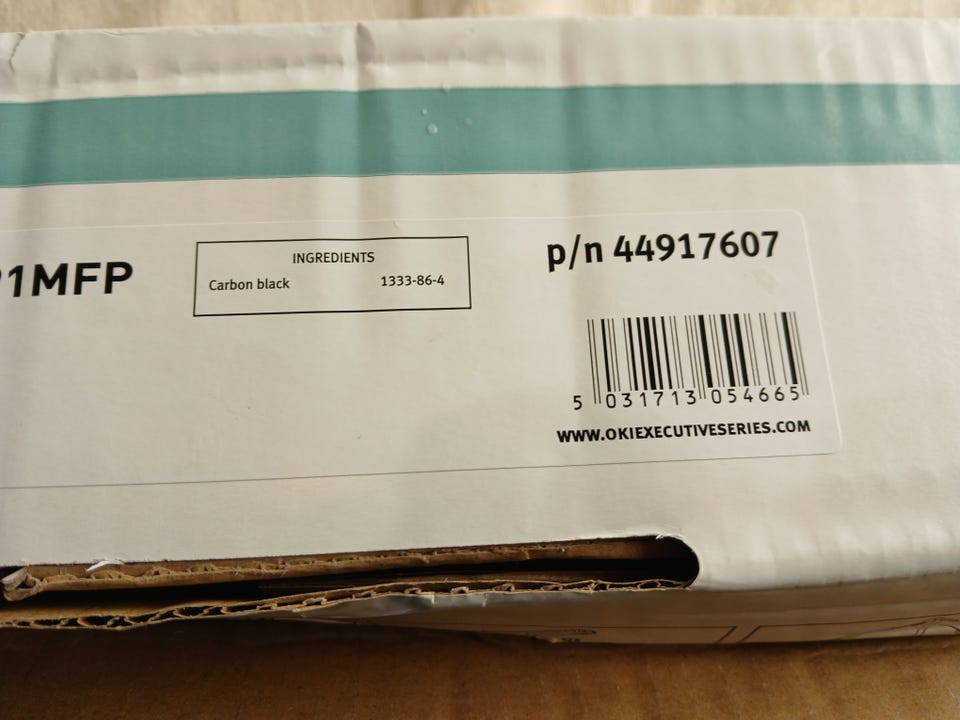 1MFP
INGREDIENTS
Carbon black 1333-86-4
p/n 44917607
5 031713 054665
WWW.OKIEXECUTIVESERIES.COM